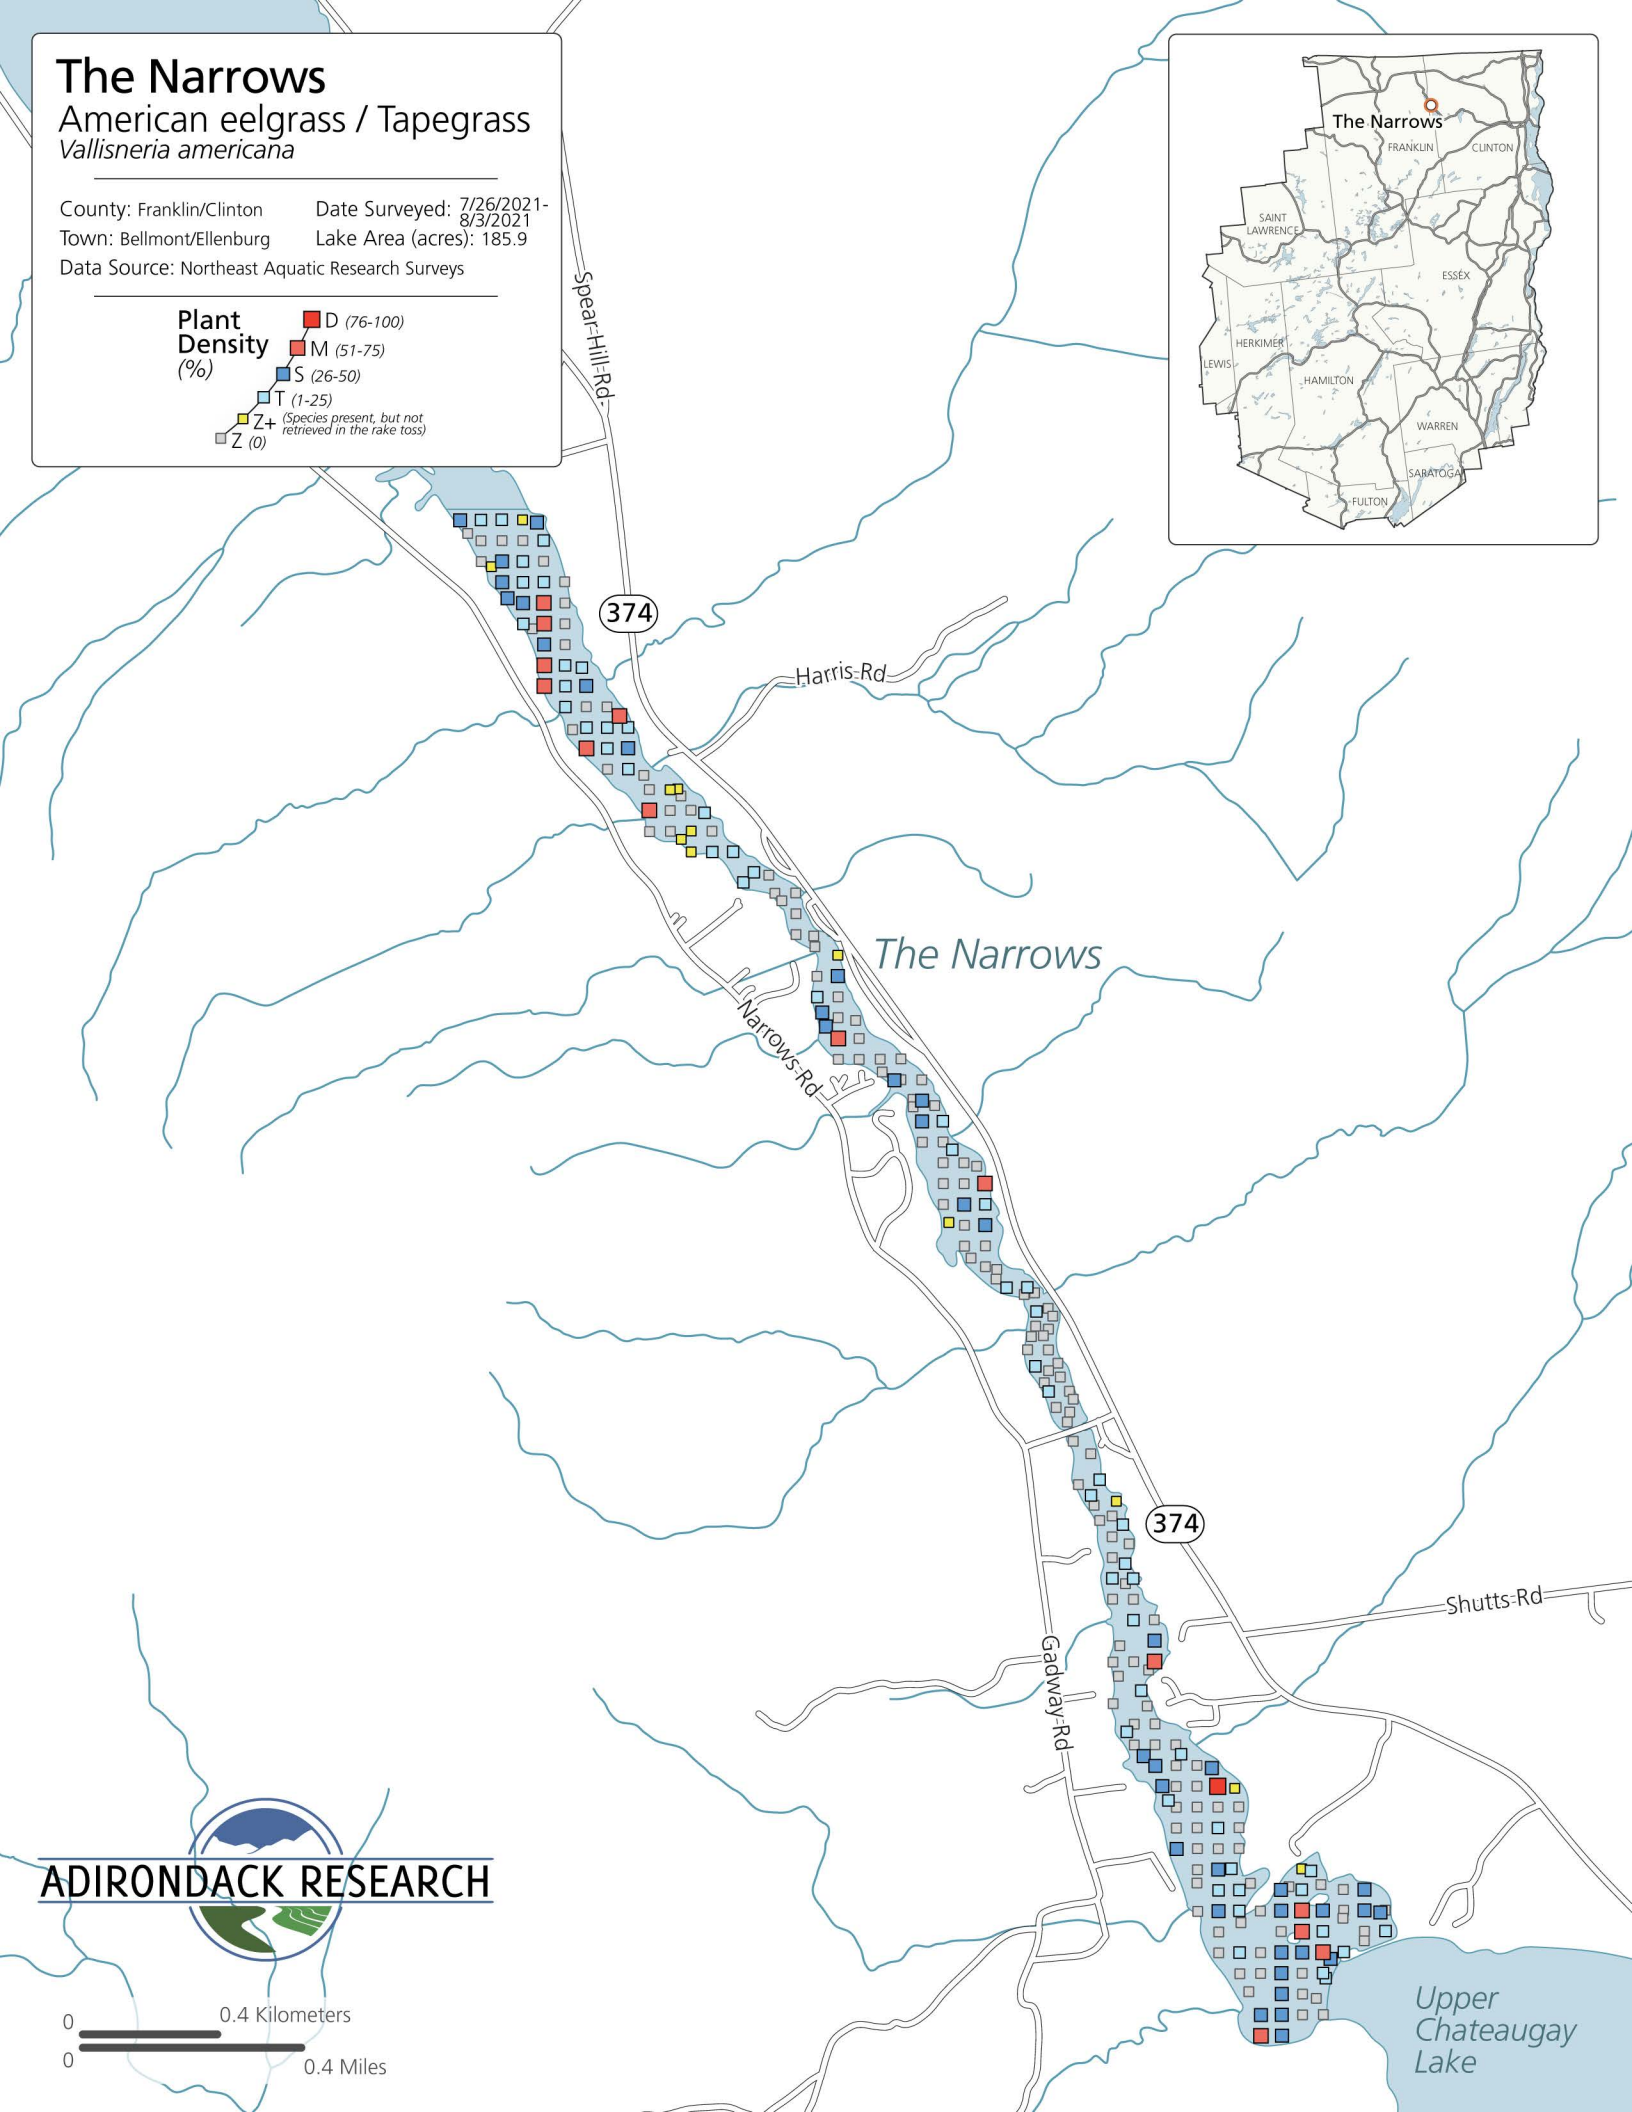 The Narrows
American eelgrass / Tapegrass
Vallisneria americana
County: Franklin/Clinton
Date Surveyed: 7/26/2021-
8/3/2021
Town: Bellmont/Ellenburg
Lake Area (acres): 185.9
Data Source: Northeast Aquatic Research Surveys
Plant
Density
(%)
D (76-100)
M (51-75)
S (26-50)
T (1-25)
Z+ (Species present, but not
retrieved in the rake toss)
Z (0)
The Narrows
FRANKLIN
CLINTON
SAINT
LAWRENCE
ESSEX
HERKIMER
LEWIS
HAMILTON
WARREN
SARATOGA
FULTON
Spear-Hill-Rd
374
Harris-Rd
The Narrows
Narrows-Rd
374
Shutts-Rd
Gadway-Rd
ADIRONDACK RESEARCH
0
0.4 Kilometers
0
0.4 Miles
Upper
Chateaugay
Lake